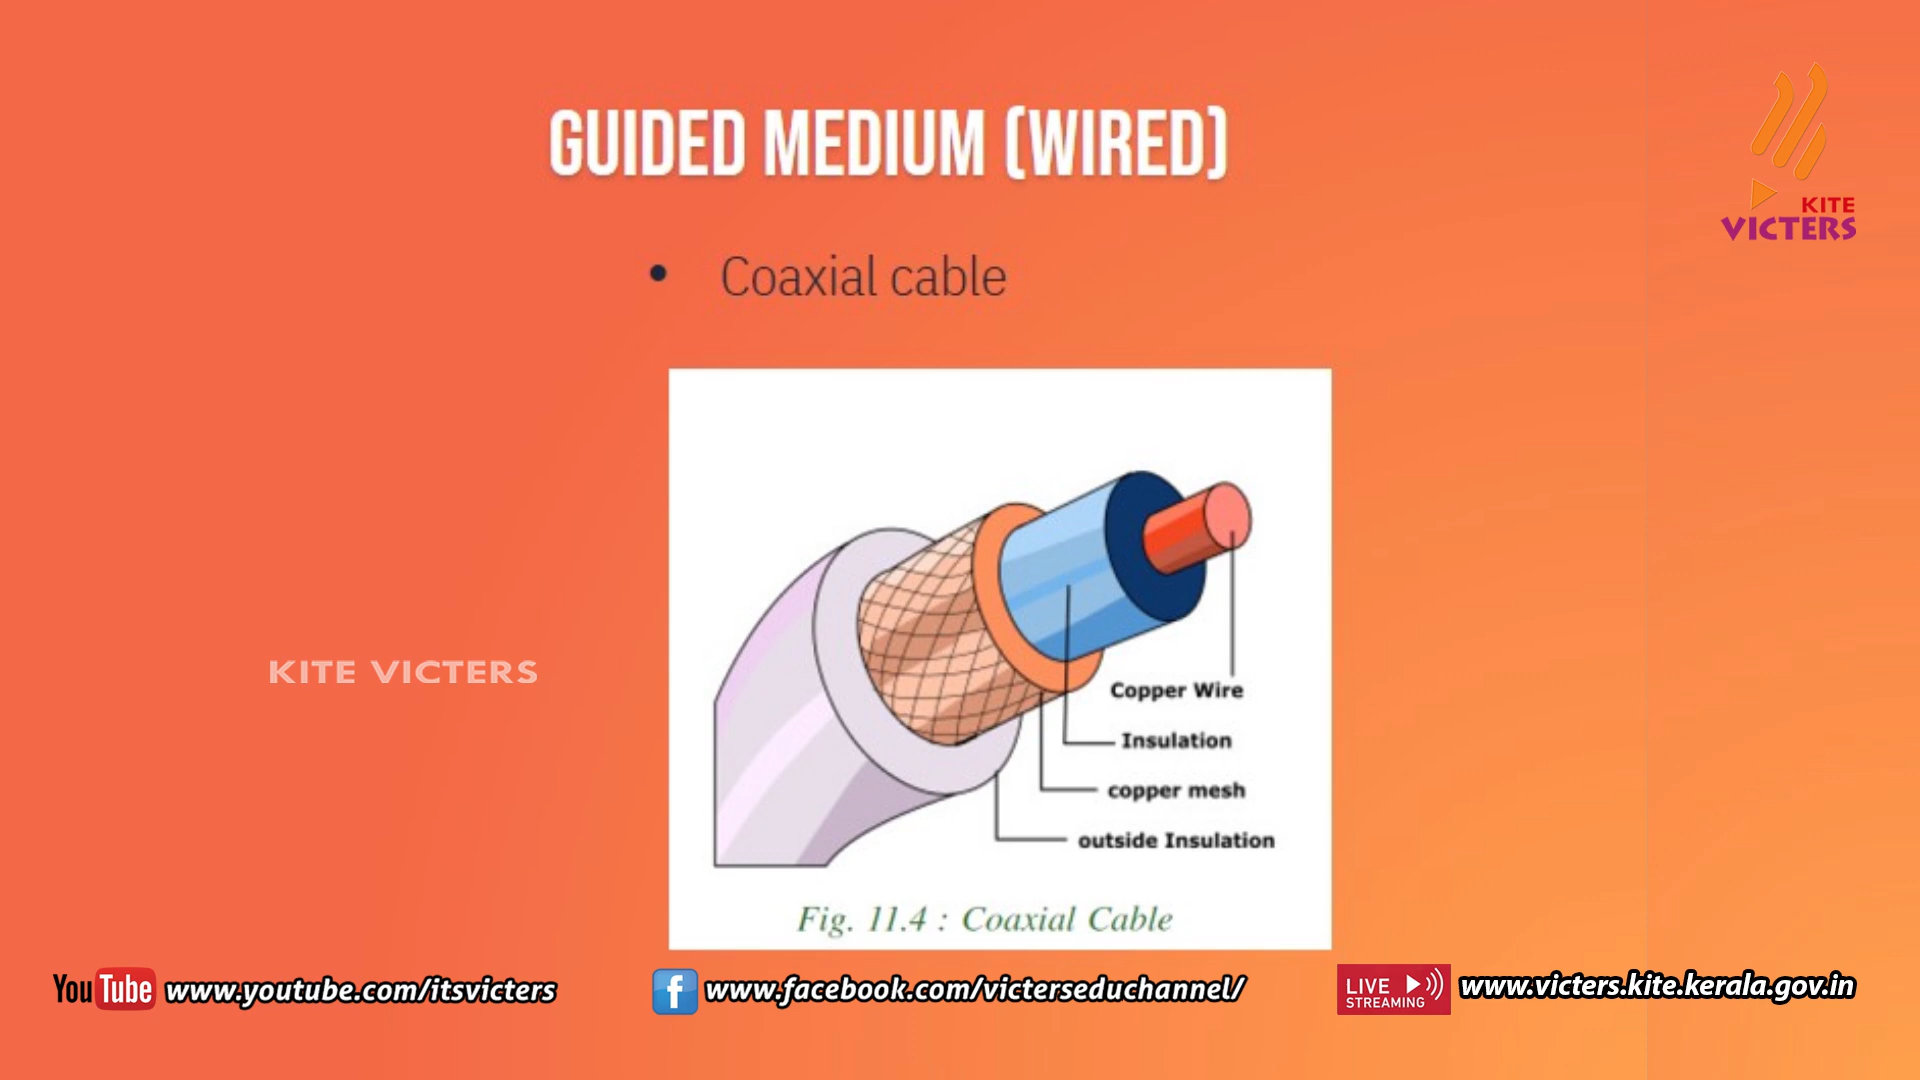 GUIDED MEDIUM (WIRED)
KITE
VICTERS
• Coaxial cable
KITE VICTERS
Copper Wire
Insulation
copper mesh
outside Insulation
Fig. 11.4 : Coaxial Cable
YouTube www.youtube.com/itsvicters
f www.facebook.com/victerseduchannel/
LIVE STREAMING www.victers.kite.kerala.gov.in